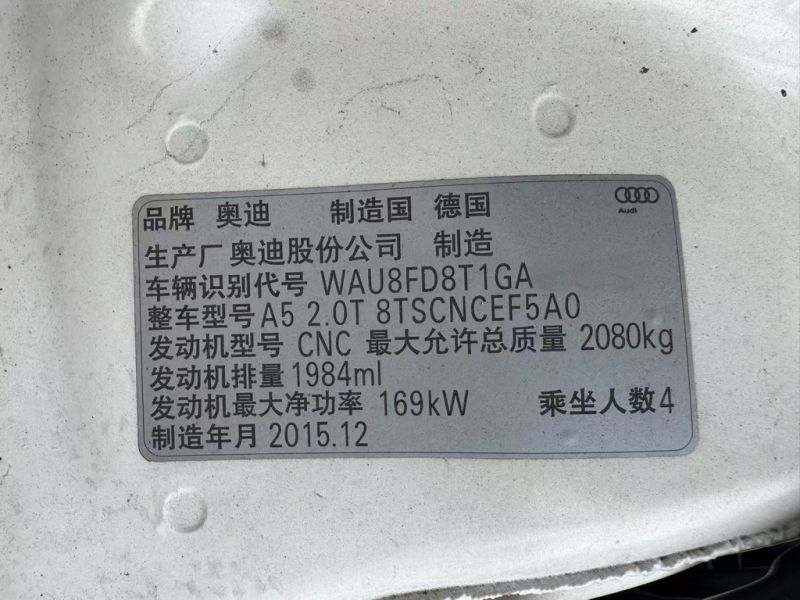 品牌 奥迪 制造国 德国
Audi
生产厂奥迪股份公司 制造
车辆识别代号 WAU8FD8T1GA
整车型号 A5 2.0T 8TSCNCEF5A0
发动机型号 CNC 最大允许总质量 2080kg
发动机排量 1984ml
发动机最大净功率 169kW 乘坐人数4
制造年月 2015.12